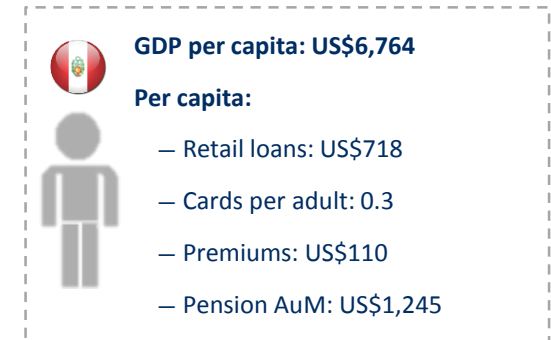 GDP per capita: US$6,764
Per capita:
— Retail loans: US$718
— Cards per adult: 0.3
— Premiums: US$110
— Pension AuM: US$1,245